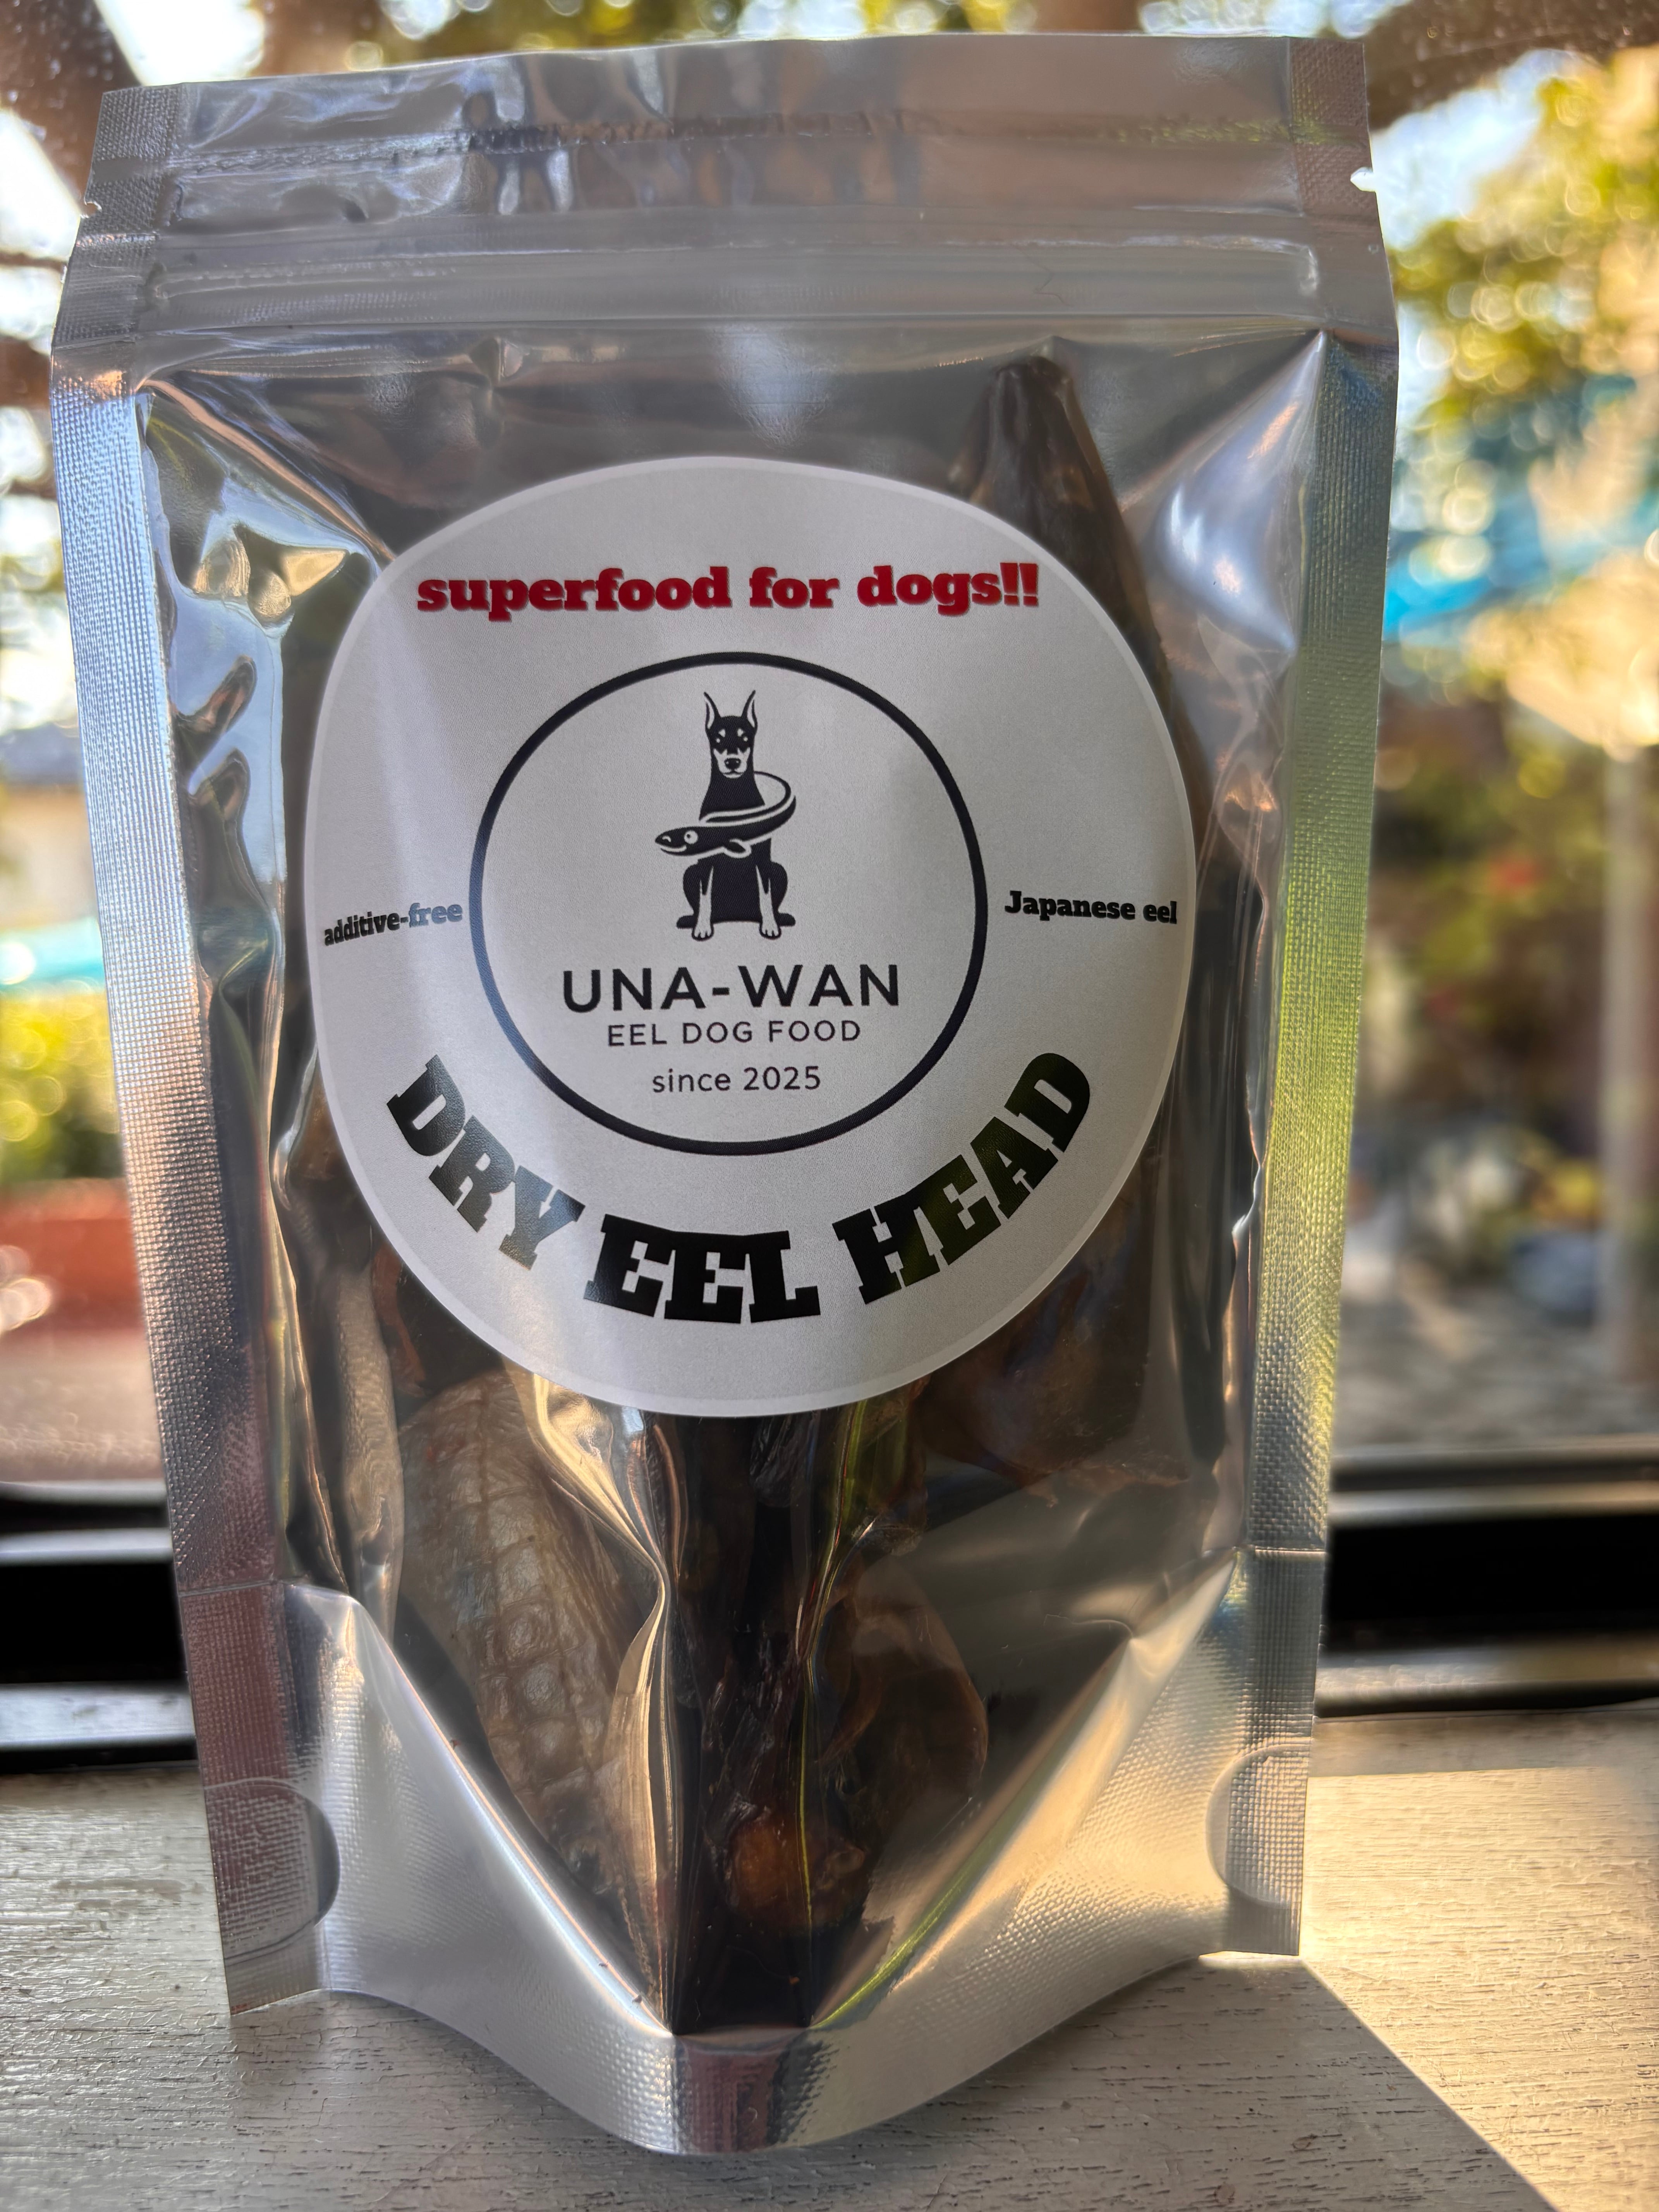 superfood for dogs!!
additive-free
Japanese eel
UNA-WAN
EEL DOG FOOD
since 2025
DRY EEL HEAD